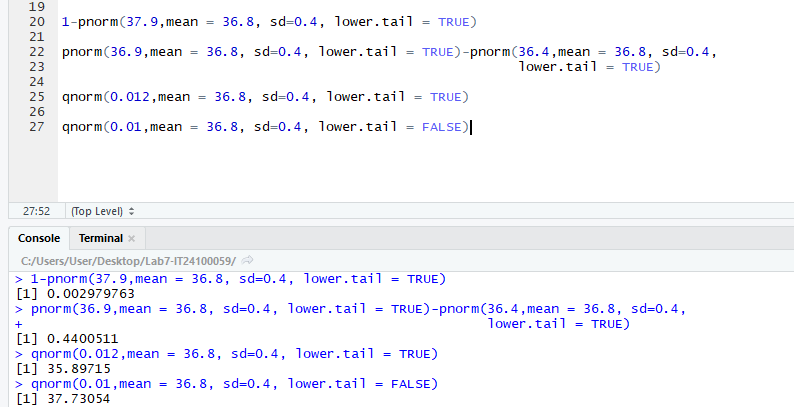 19
20 1-pnorm(37.9,mean = 36.8, sd=0.4, lower.tail = TRUE)
21
22 pnorm(36.9,mean = 36.8, sd=0.4, lower.tail = TRUE)-pnorm(36.4,mean = 36.8, sd=0.4,
23 lower.tail = TRUE)
24
25 qnorm(0.012,mean = 36.8, sd=0.4, lower.tail = TRUE)
26
27 qnorm(0.01,mean = 36.8, sd=0.4, lower.tail = FALSE)
27:52 (Top Level)
Console Terminal
C:/Users/User/Desktop/Lab7-IT24100059/
> 1-pnorm(37.9,mean = 36.8, sd=0.4, lower.tail = TRUE)
[1] 0.002979763
> pnorm(36.9,mean = 36.8, sd=0.4, lower.tail = TRUE)-pnorm(36.4,mean = 36.8, sd=0.4,
+ lower.tail = TRUE)
[1] 0.4400511
> qnorm(0.012,mean = 36.8, sd=0.4, lower.tail = TRUE)
[1] 35.89715
> qnorm(0.01,mean = 36.8, sd=0.4, lower.tail = FALSE)
[1] 37.73054